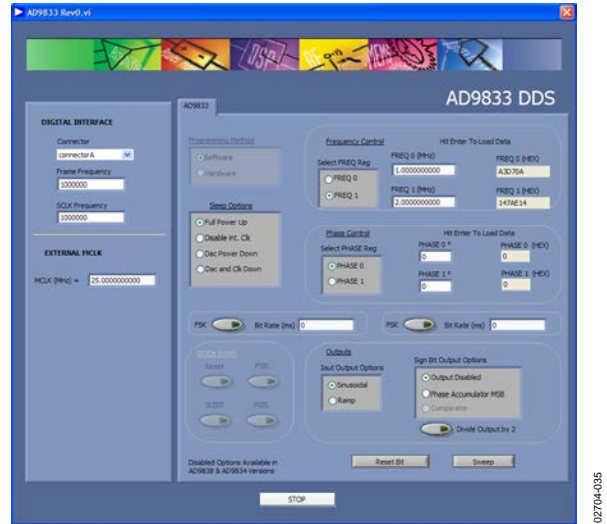 AD9833 Rev0.vi
DSP
RF
MEMS
AD9833 DDS
AD9833
DIGITAL INTERFACE
Connector
connector A
Frame Frequency
1000000
SCLK Frequency
1000000
EXTERNAL MCLK
MCLK (MHz) = 25.0000000000
Programming Method
Software
Hardware
Sleep Options
Full Power Up
Disable int. Clk
Dac Power Down
Dac and Clk Down
Frequency Control
Hit Enter To Load Data
Select FREQ Reg
FREQ 0
FREQ 1
FREQ 0 (MHz)
1.0000000000
FREQ 0 (HEX)
A3D70A
FREQ 1 (MHz)
2.0000000000
FREQ 1 (HEX)
147AE14
Phase Control
Hit Enter To Load Data
Select PHASE Reg
PHASE 0
PHASE 1
PHASE 0 °
0
PHASE 0 (HEX)
0
PHASE 1 °
0
PHASE 1 (HEX)
0
FSK
Bit Rate (ms) 0
PSK
Bit Rate (ms) 0
Reset
FSEL
SLEEP
PSEL
Outputs
Iout Output Options
Sinusoidal
Ramp
Sign Bit Output Options
Output Disabled
Phase Accumulator MSB
Comparator
Divide Output by 2
Disabled Options Available in
AD9838 & AD9834 Versions
Reset Bit
Sweep
STOP
02704-035